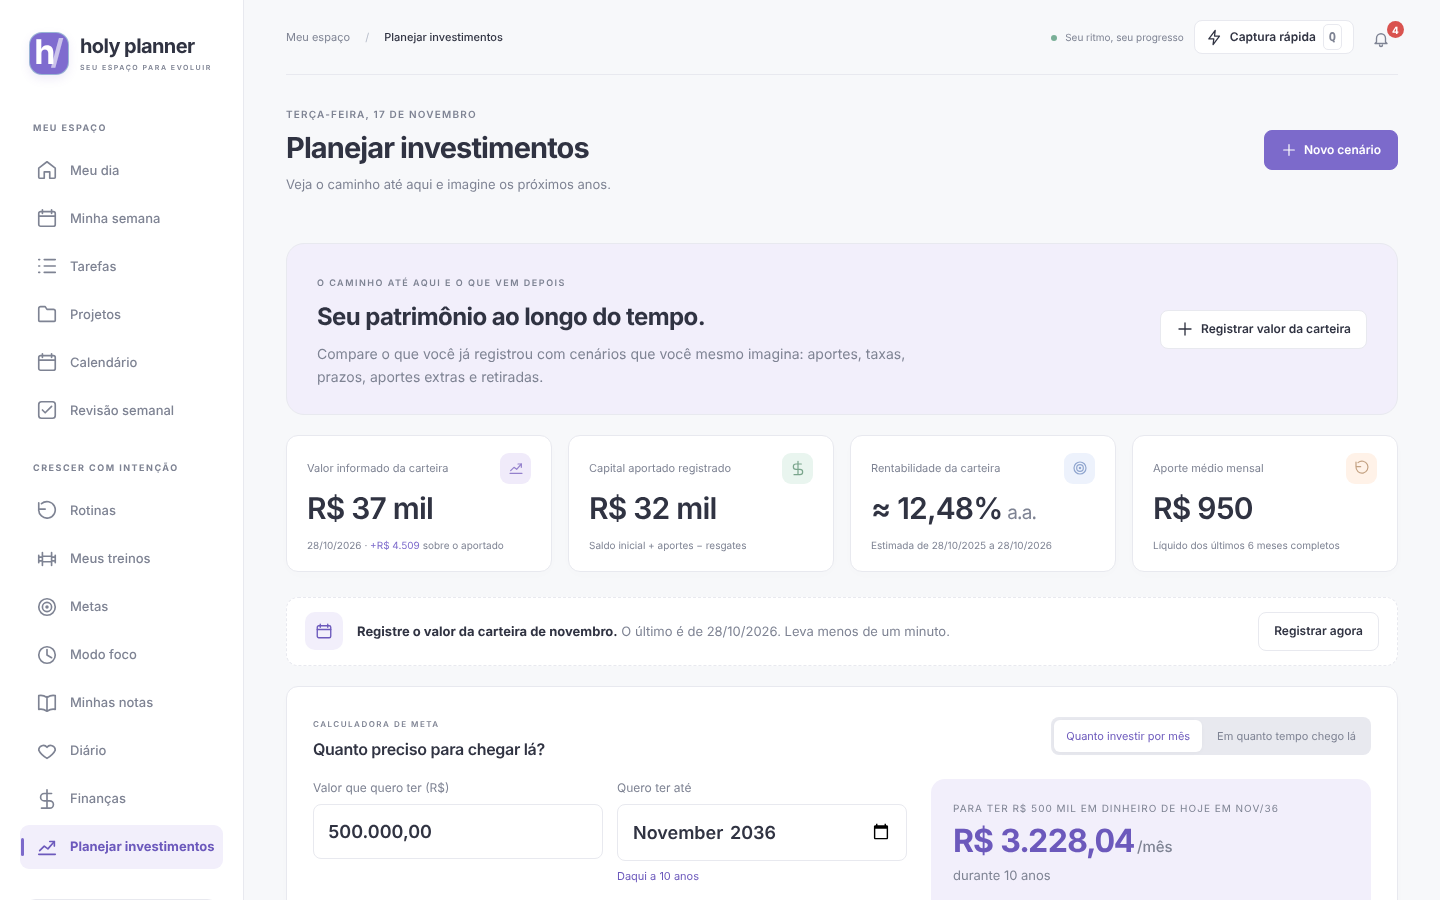 h/ holy planner
SEU ESPAÇO PARA EVOLUIR
MEU ESPAÇO
Meu dia
Minha semana
Tarefas
Projetos
Calendário
Revisão semanal
CRESCER COM INTENÇÃO
Rotinas
Meus treinos
Metas
Modo foco
Minhas notas
Diário
Finanças
Planejar investimentos
Meu espaço / Planejar investimentos
Seu ritmo, seu progresso
Captura rápida Q
4
TERÇA-FEIRA, 17 DE NOVEMBRO
Planejar investimentos
Veja o caminho até aqui e imagine os próximos anos.
Novo cenário
O CAMINHO ATÉ AQUI E O QUE VEM DEPOIS
Seu patrimônio ao longo do tempo.
Compare o que você já registrou com cenários que você mesmo imagina: aportes, taxas,
prazos, aportes extras e retiradas.
Registrar valor da carteira
Valor informado da carteira
R$ 37 mil
28/10/2026 · +R$ 4.509 sobre o aportado
Capital aportado registrado
R$ 32 mil
Saldo inicial + aportes − resgates
Rentabilidade da carteira
≈ 12,48% a.a.
Estimada de 28/10/2025 a 28/10/2026
Aporte médio mensal
R$ 950
Líquido dos últimos 6 meses completos
Registre o valor da carteira de novembro. O último é de 28/10/2026. Leva menos de um minuto.
Registrar agora
CALCULADORA DE META
Quanto preciso para chegar lá?
Quanto investir por mês
Em quanto tempo chego lá
Valor que quero ter (R$)
500.000,00
Quero ter até
November 2036
Daqui a 10 anos
PARA TER R$ 500 MIL EM DINHEIRO DE HOJE EM NOV/36
R$ 3.228,04 /mês
durante 10 anos